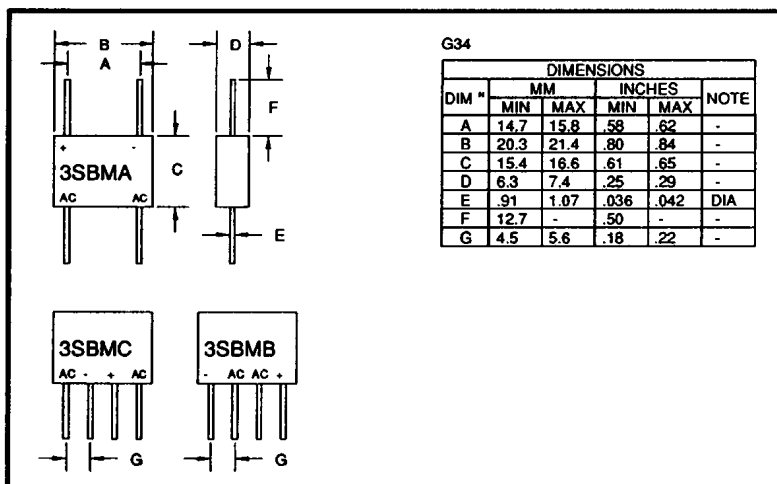 B
A
D
F
C
E
+ -
3SBMA
AC AC
3SBMC
AC - + AC
G
3SBMB
- AC AC +
G
G34
DIMENSIONS
DIM " MM INCHES NOTE
MIN MAX MIN MAX
A 14.7 15.8 .58 .62 -
B 20.3 21.4 .80 .84 -
C 15.4 16.6 .61 .65 -
D 6.3 7.4 .25 .29 -
E .91 1.07 .036 .042 DIA
F 12.7 - .50 - -
G 4.5 5.6 .18 .22 -